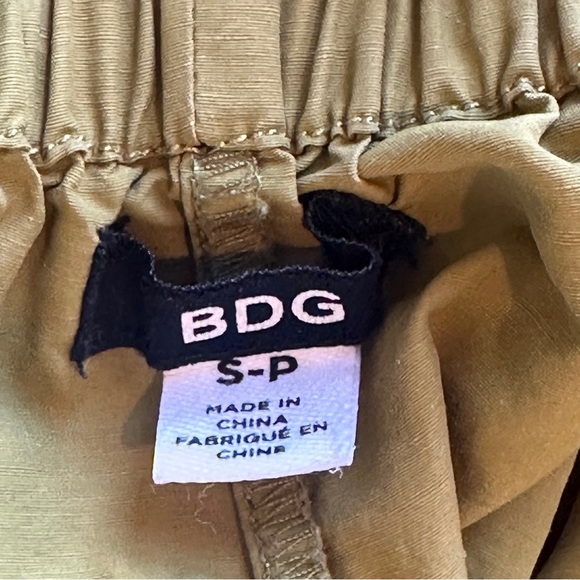 BDG
S-P
MADE IN
CHINA
FABRIQUÉ EN
CHINE